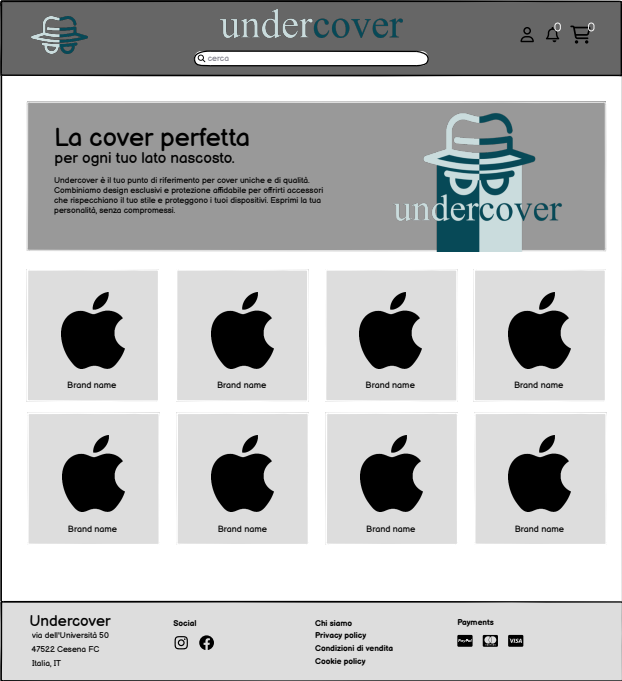 undercover
0
0
cerca
La cover perfetta
per ogni tuo lato nascosto.
Undercover è il tuo punto di riferimento per cover uniche e di qualità.
Combiniamo design esclusivi e protezione affidabile per offrirti accessori
che rispecchiano il tuo stile e proteggono i tuoi dispositivi. Esprimi la tua
personalità, senza compromessi.
undercover
Brand name
Brand name
Brand name
Brand name
Brand name
Brand name
Brand name
Brand name
Undercover
via dell'Università 50
47522 Cesena FC
Italia, IT
Social
Chi siamo
Privacy policy
Condizioni di vendita
Cookie policy
Payments
PayPal
VISA